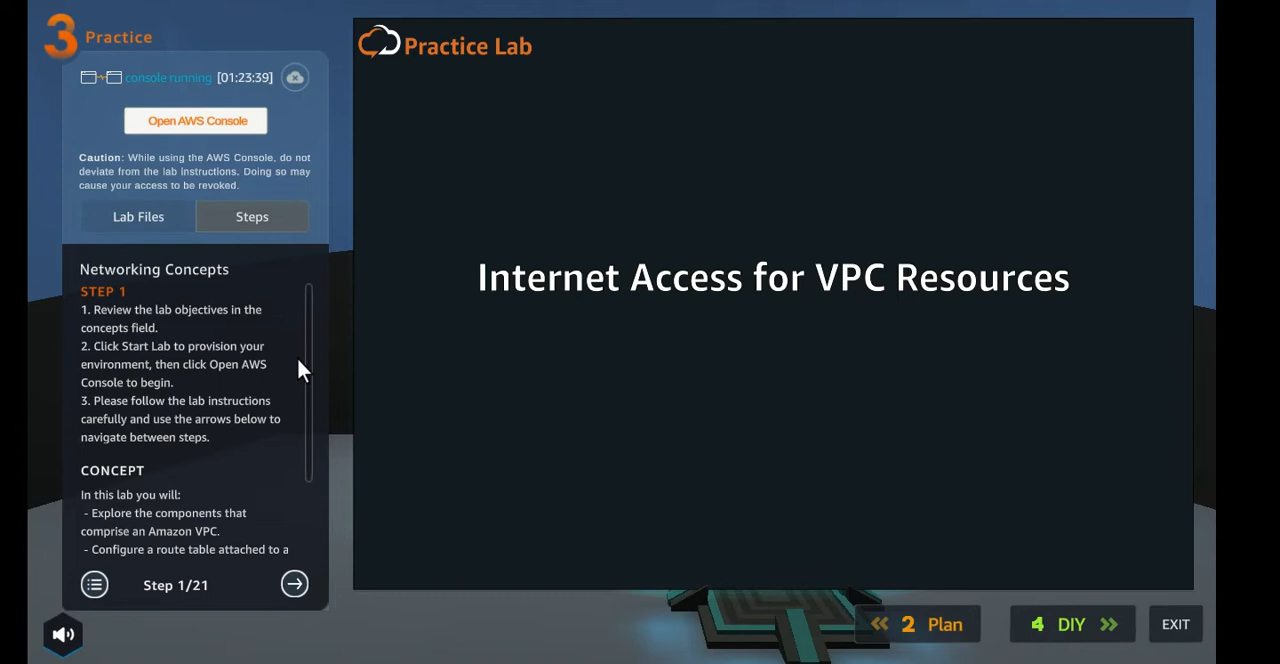 3 Practice
console running [01:23:39]
Open AWS Console
Caution: While using the AWS Console, do not
deviate from the lab instructions. Doing so may
cause your access to be revoked.
Lab Files
Steps
Networking Concepts
STEP 1
1. Review the lab objectives in the
concepts field.
2. Click Start Lab to provision your
environment, then click Open AWS
Console to begin.
3. Please follow the lab instructions
carefully and use the arrows below to
navigate between steps.
CONCEPT
In this lab you will:
- Explore the components that
comprise an Amazon VPC.
- Configure a route table attached to a
Step 1/21
Practice Lab
Internet Access for VPC Resources
2 Plan
4 DIY
EXIT